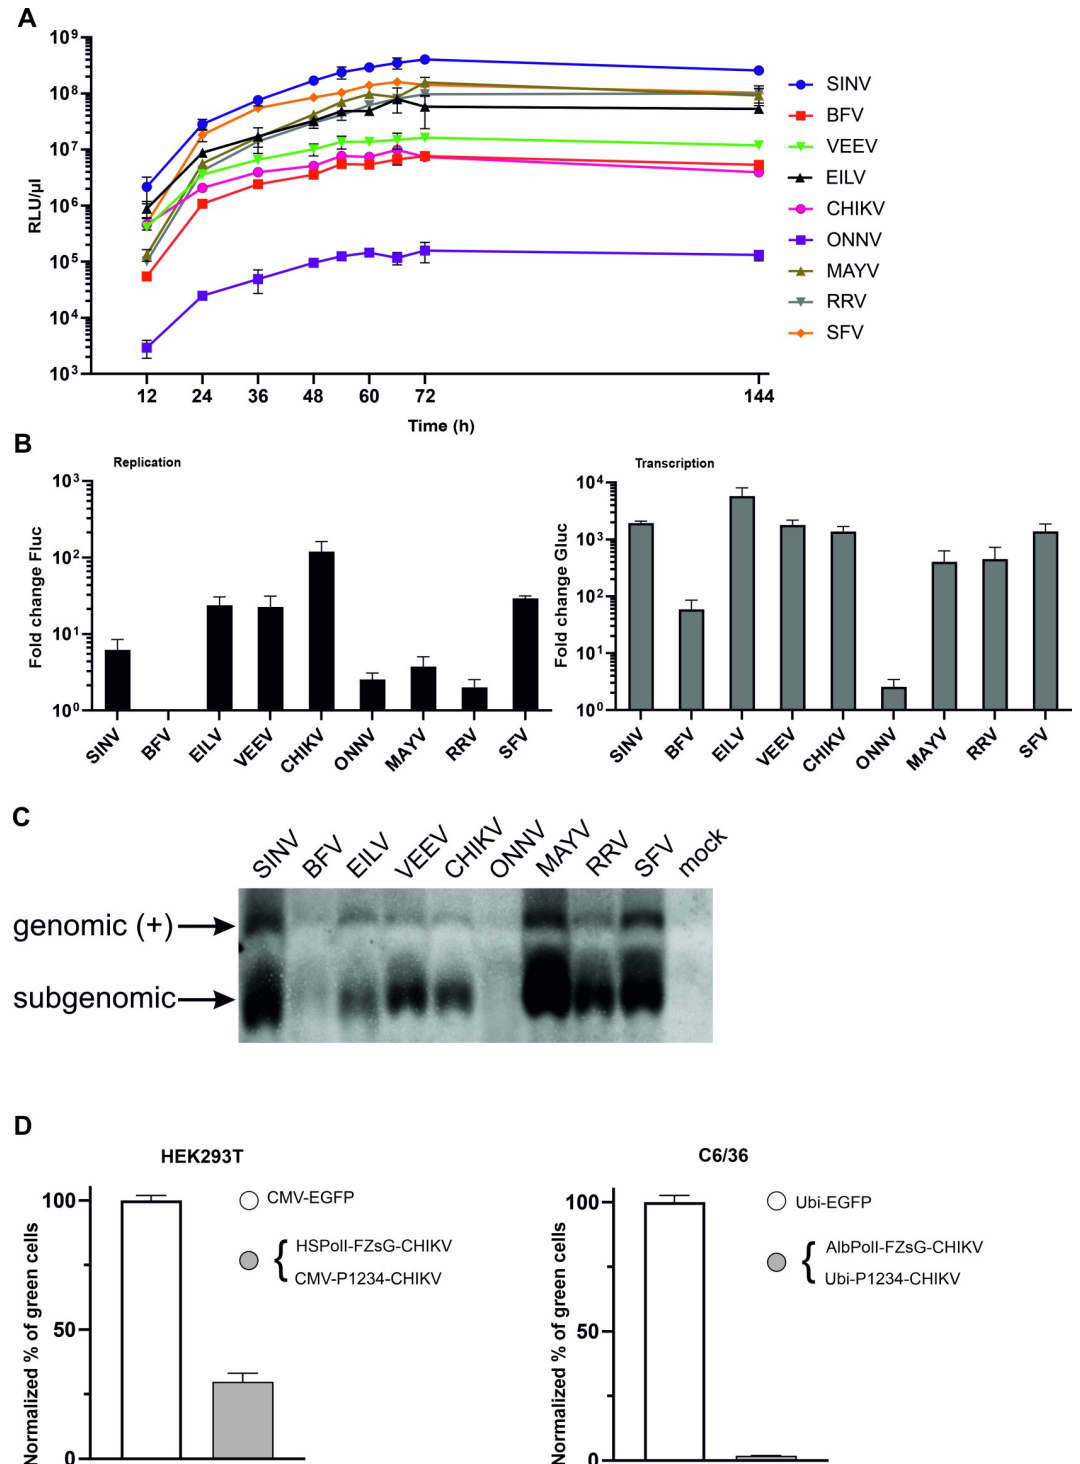 A
10⁹
10⁸
10⁷
10⁶
10⁵
10⁴
10³
RLU/µl
12 24 36 48 60 72 144
Time (h)
SINV
BFV
VEEV
EILV
CHIKV
ONNV
MAYV
RRV
SFV
B
Replication
10³
10²
10¹
10⁰
Fold change Fluc
SINV BFV EILV VEEV CHIKV ONNV MAYV RRV SFV
Transcription
10⁴
10³
10²
10¹
10⁰
Fold change Gluc
SINV BFV EILV VEEV CHIKV ONNV MAYV RRV SFV
C
SINV BFV EILV VEEV CHIKV ONNV MAYV RRV SFV mock
genomic (+)
subgenomic
D
HEK293T
100
50
0
Normalized % of green cells
CMV-EGFP
{ HSPolI-FZsG-CHIKV
CMV-P1234-CHIKV
C6/36
100
50
0
Normalized % of green cells
Ubi-EGFP
{ AlbPolI-FZsG-CHIKV
Ubi-P1234-CHIKV